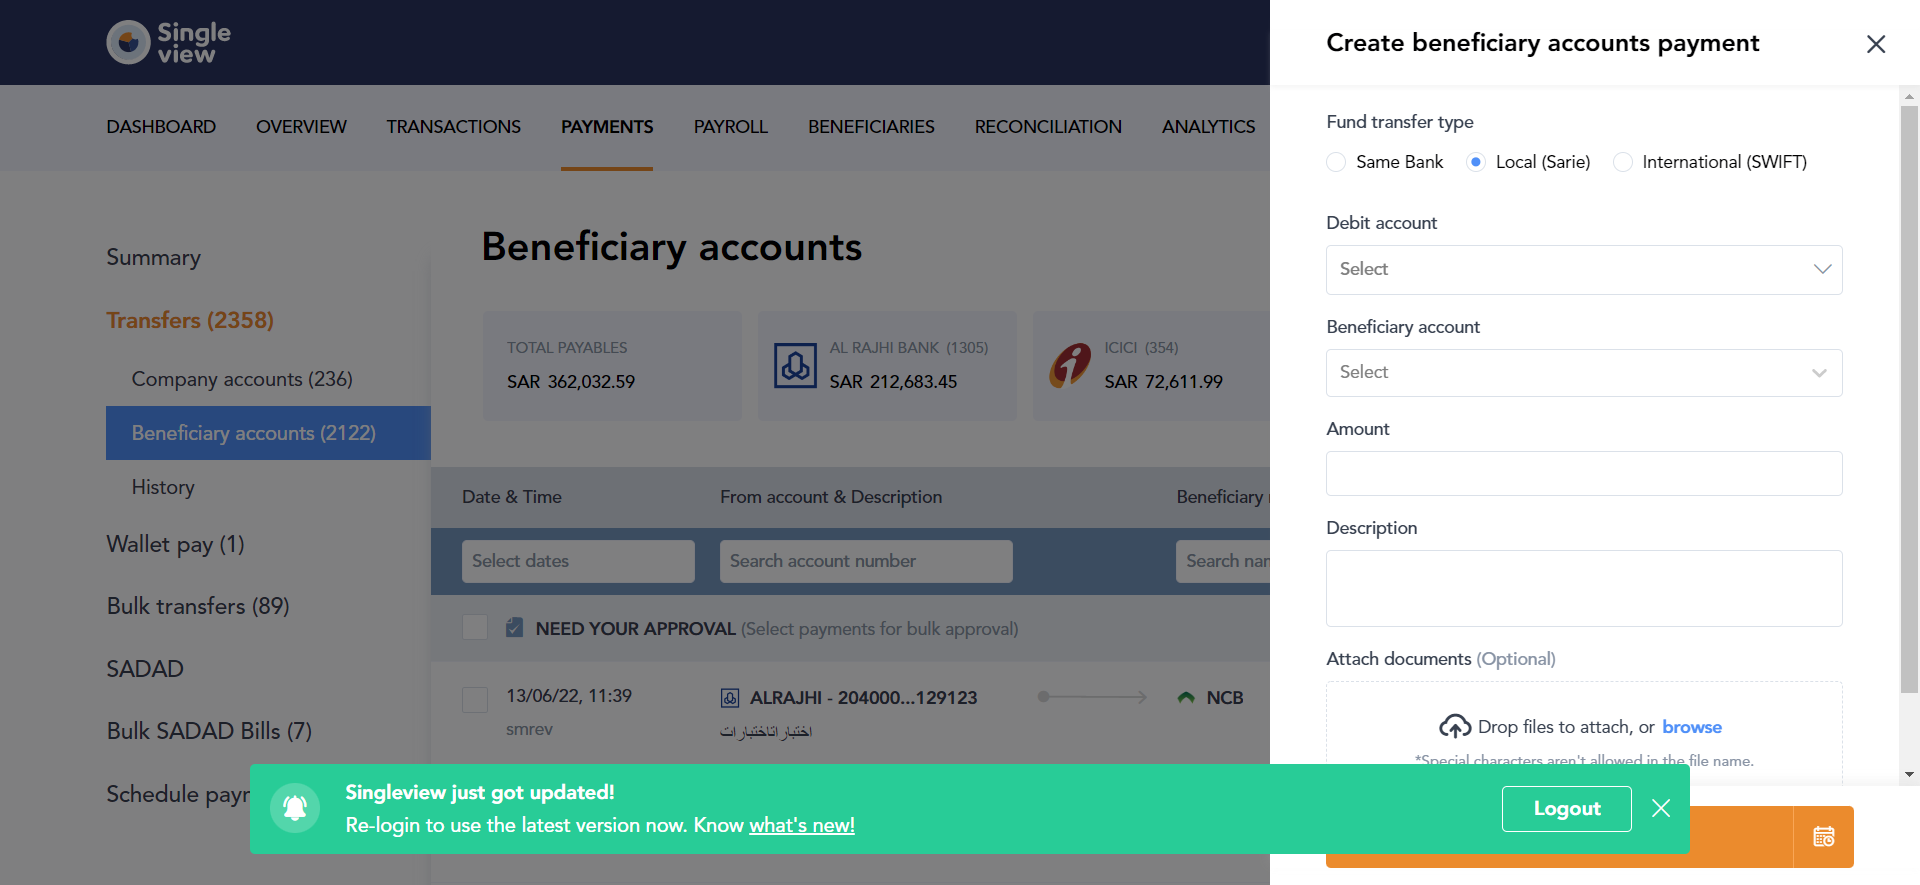 Single
view
DASHBOARD OVERVIEW TRANSACTIONS PAYMENTS PAYROLL BENEFICIARIES RECONCILIATION ANALYTICS
Summary
Transfers (2358)
Company accounts (236)
Beneficiary accounts (2122)
History
Wallet pay (1)
Bulk transfers (89)
SADAD
Bulk SADAD Bills (7)
Schedule payr
Beneficiary accounts
TOTAL PAYABLES
SAR 362,032.59
AL RAJHI BANK (1305)
SAR 212,683.45
ICICI (354)
SAR 72,611.99
Date & Time From account & Description Beneficiary
Select dates Search account number Search nar
NEED YOUR APPROVAL (Select payments for bulk approval)
13/06/22, 11:39 ALRAJHI - 204000...129123 NCB
smrev اختباراتاختبارات
Create beneficiary accounts payment
Fund transfer type
Same Bank Local (Sarie) International (SWIFT)
Debit account
Select
Beneficiary account
Select
Amount
Description
Attach documents (Optional)
Drop files to attach, or browse
*Special characters aren't allowed in the file name.
Singleview just got updated!
Re-login to use the latest version now. Know what's new!
Logout